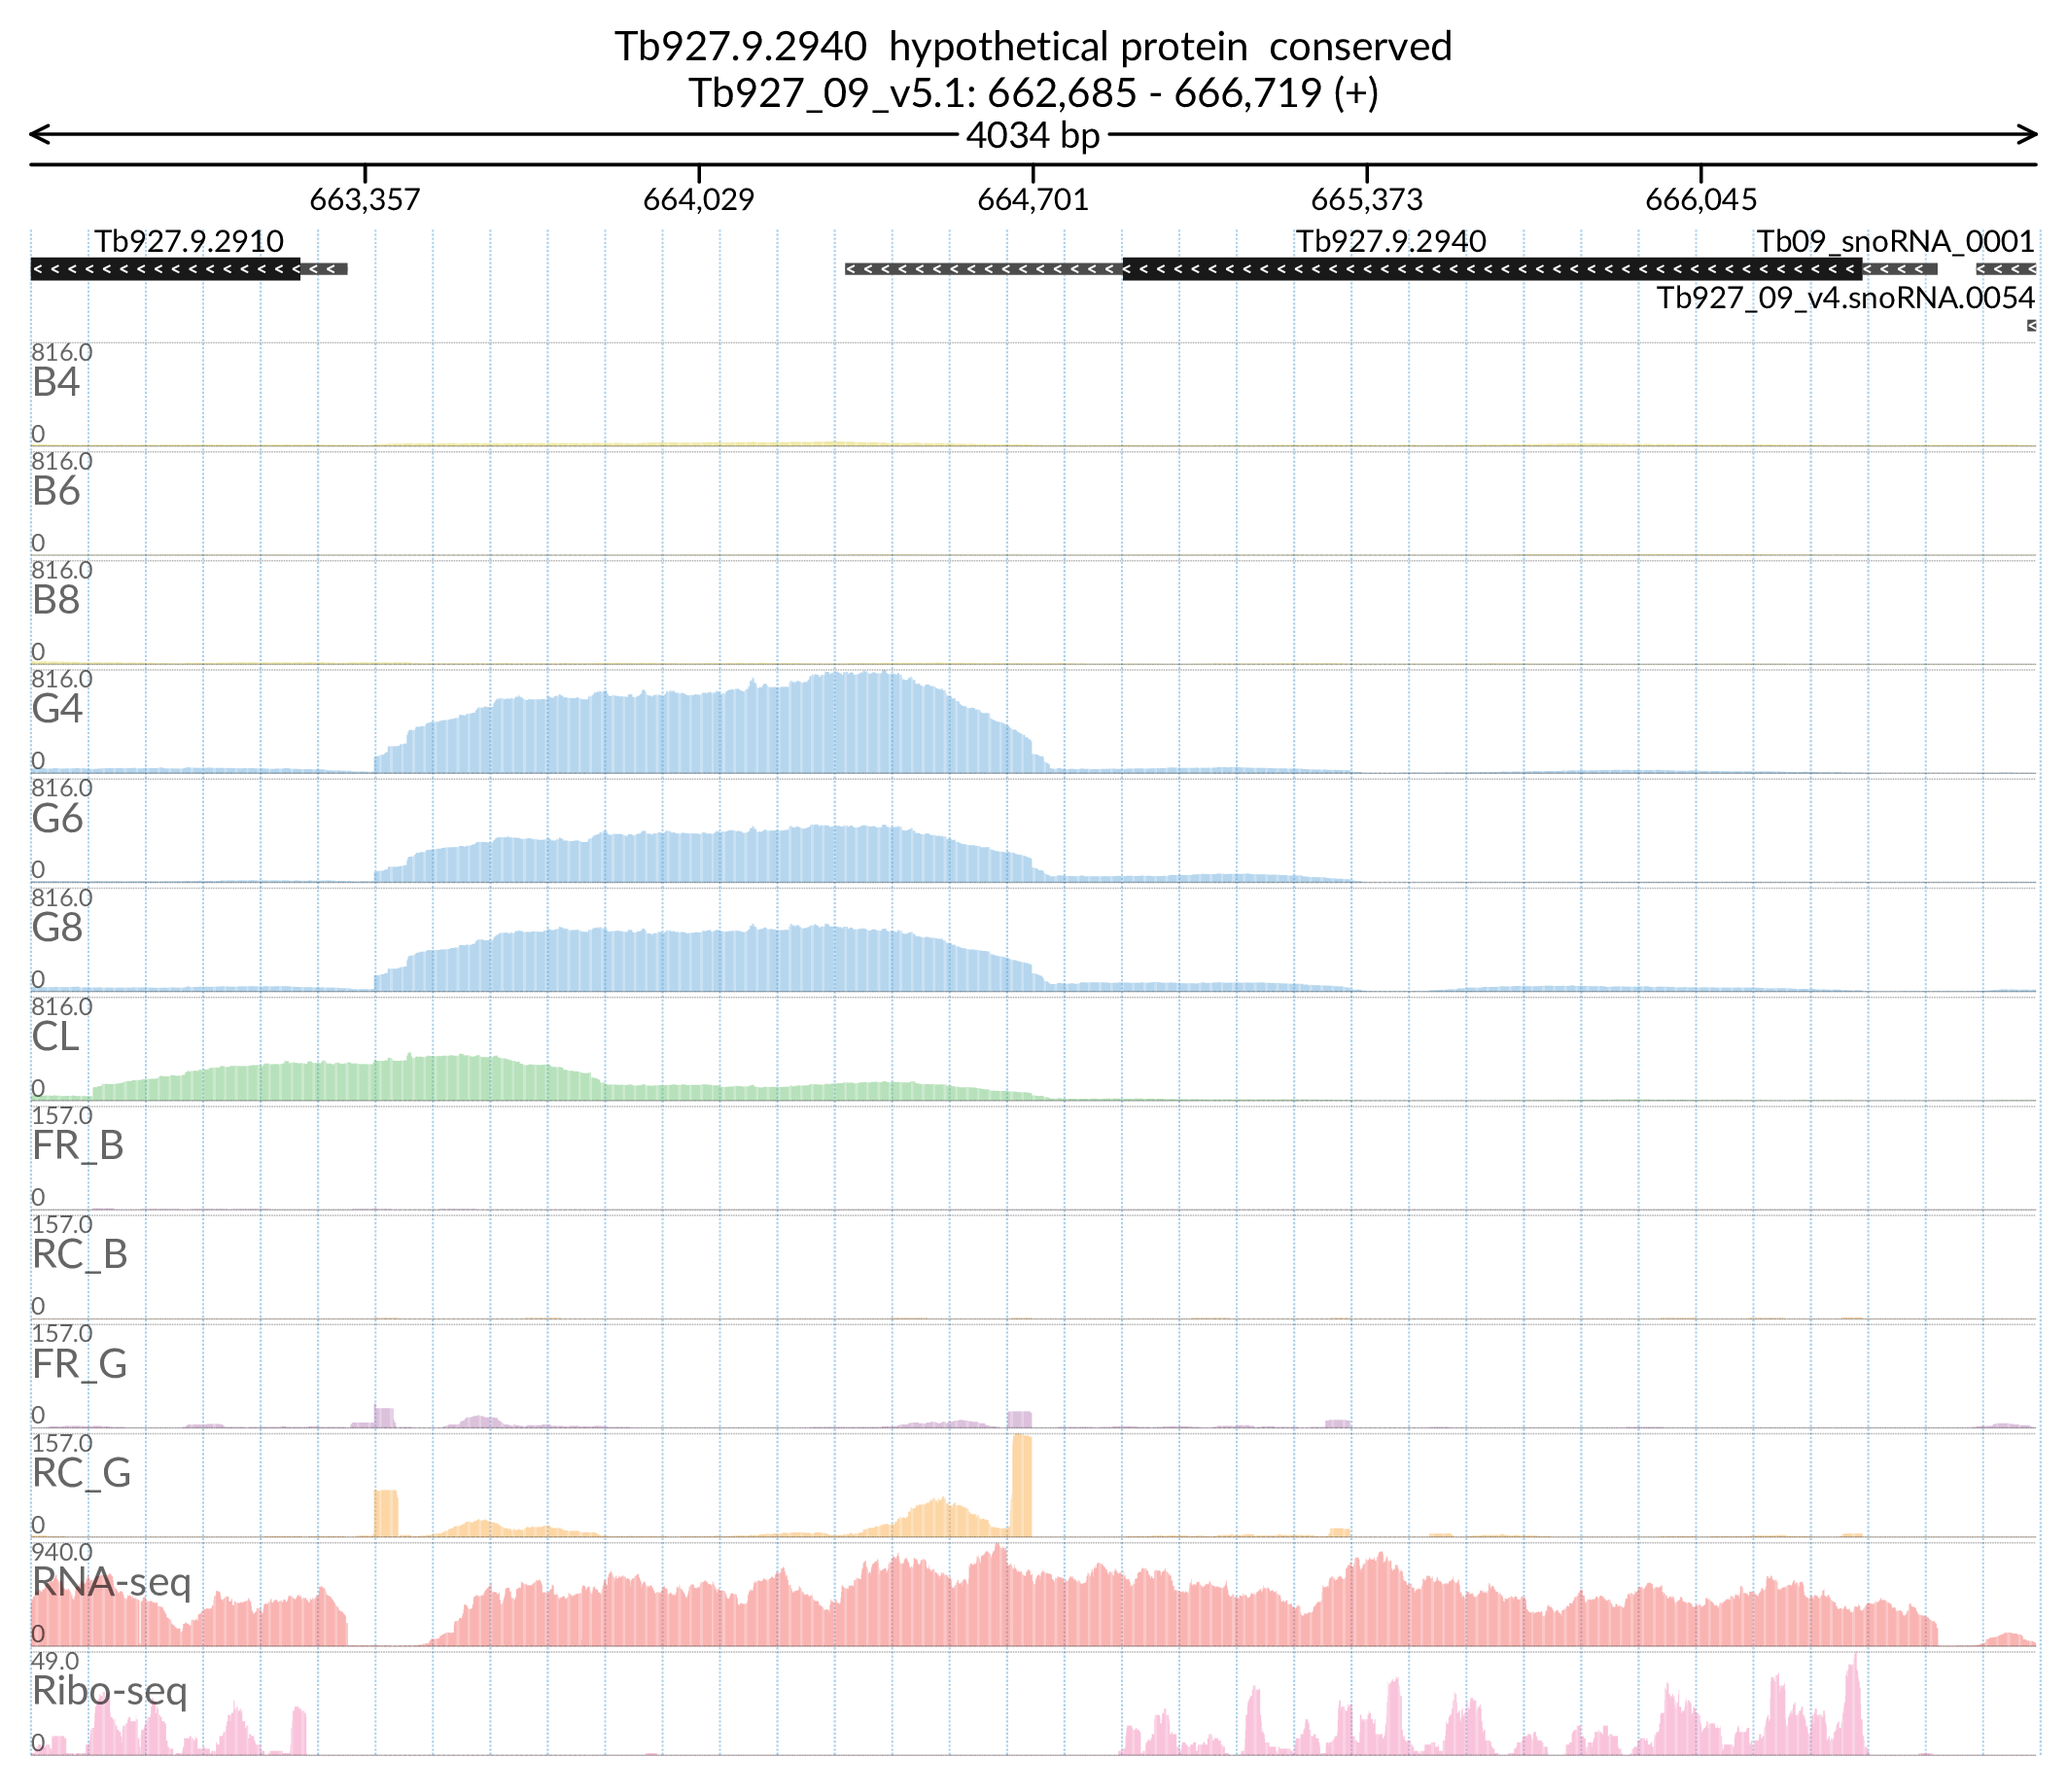 Tb927.9.2940  hypothetical protein  conserved
Tb927_09_v5.1: 662,685 - 666,719 (+)
4034 bp
663,357 664,029 664,701 665,373 666,045
Tb927.9.2910 Tb927.9.2940 Tb09_snoRNA_0001
Tb927_09_v4.snoRNA.0054
816.0
B4
0
816.0
B6
0
816.0
B8
0
816.0
G4
0
816.0
G6
0
816.0
G8
0
816.0
CL
0
157.0
FR_B
0
157.0
RC_B
0
157.0
FR_G
0
157.0
RC_G
0
940.0
RNA-seq
0
49.0
Ribo-seq
0